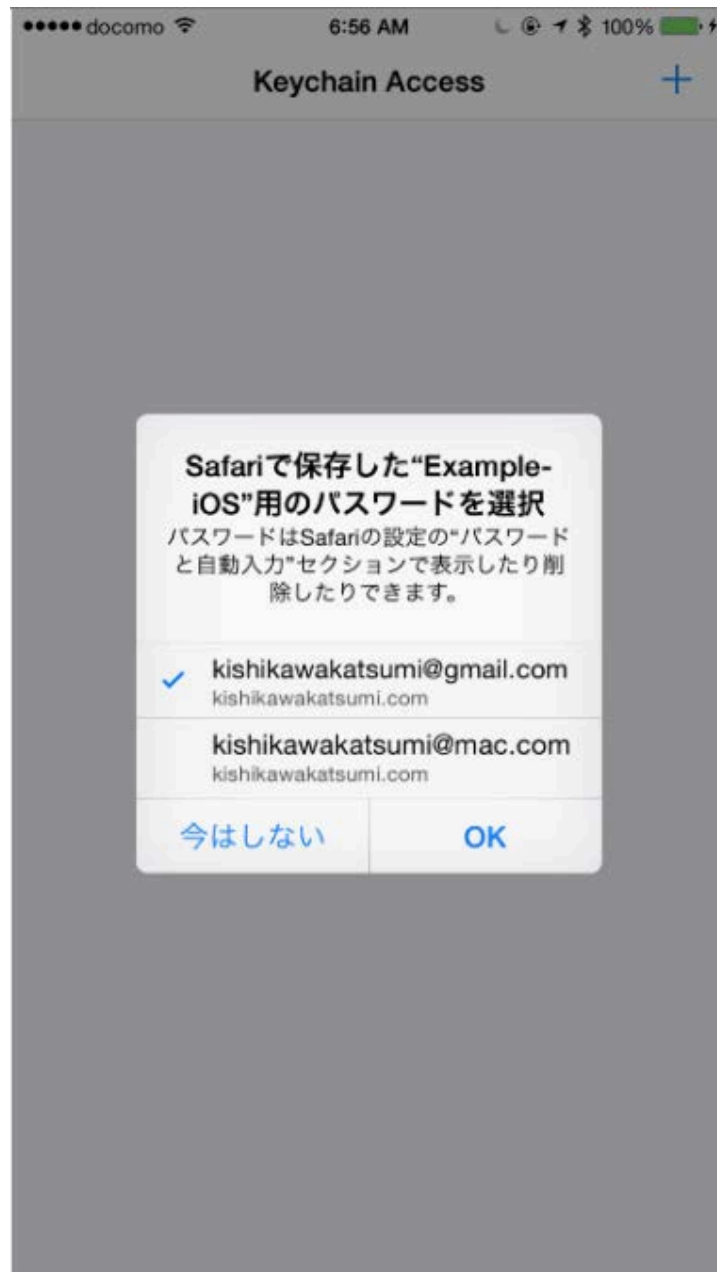 docomo 6:56 AM 100%
Keychain Access +
Safariで保存した“Example-
iOS”用のパスワードを選択
パスワードはSafariの設定の“パスワード
と自動入力”セクションで表示したり削
除したりできます。
kishikawakatsumi@gmail.com
kishikawakatsumi.com
kishikawakatsumi@mac.com
kishikawakatsumi.com
今はしない OK